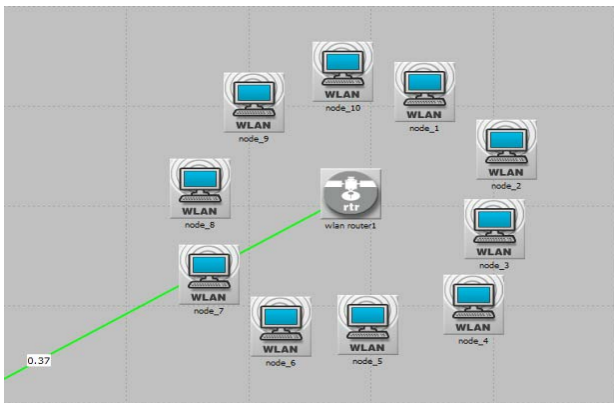 WLAN
node_10
WLAN
node_1
WLAN
node_9
WLAN
node_2
WLAN
node_8
rtr
wlan router1
WLAN
node_3
WLAN
node_7
WLAN
node_4
WLAN
node_6
WLAN
node_5
0.37